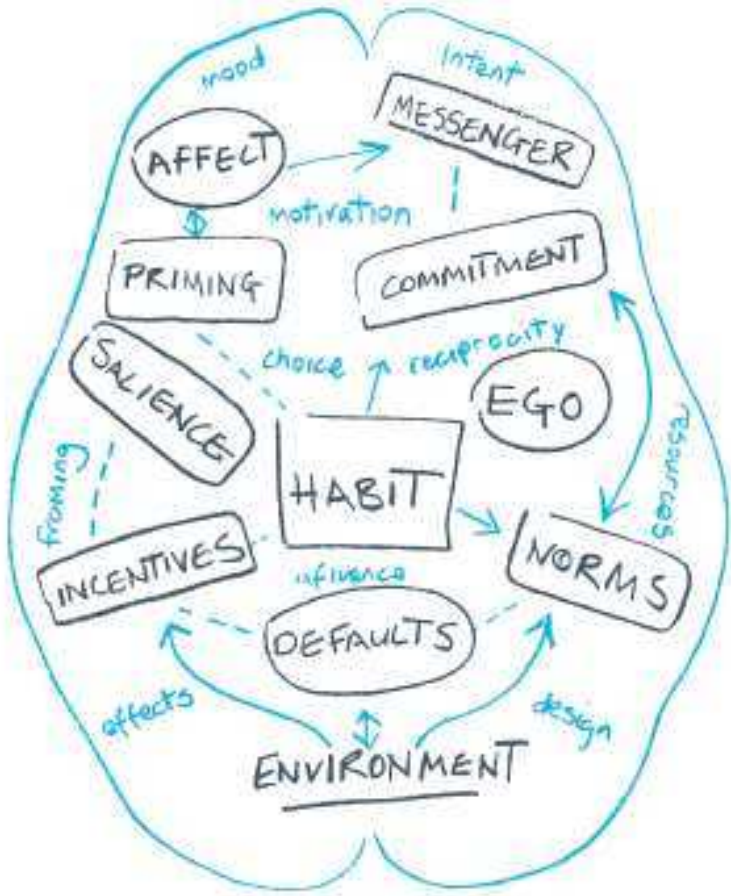 mood
Intent
AFFECT
MESSENGER
motivation
PRIMING
COMMITMENT
choice
reciprocity
SALIENCE
EGO
framing
resources
HABIT
INCENTIVES
influence
NORMS
DEFAULTS
effects
design
ENVIRONMENT